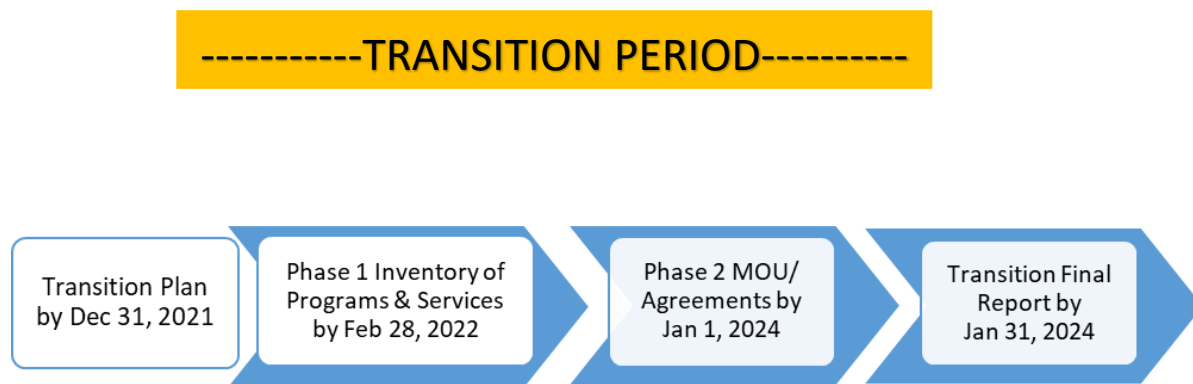 -----------TRANSITION PERIOD----------
Transition Plan
by Dec 31, 2021
Phase 1 Inventory of
Programs & Services
by Feb 28, 2022
Phase 2 MOU/
Agreements by
Jan 1, 2024
Transition Final
Report by
Jan 31, 2024